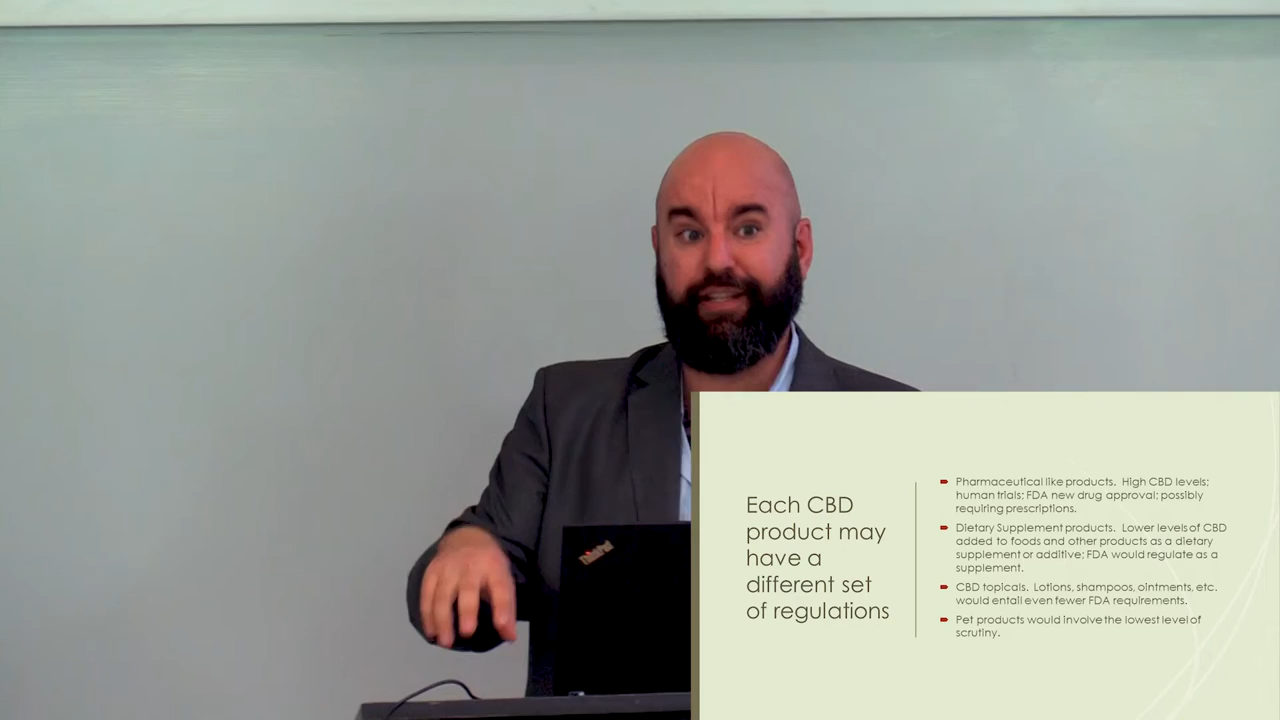 ThinkPad
Each CBD
product may
have a
different set
of regulations
Pharmaceutical like products. High CBD levels;
human trials; FDA new drug approval; possibly
requiring prescriptions.
Dietary Supplement products. Lower levels of CBD
added to foods and other products as a dietary
supplement or additive; FDA would regulate as a
supplement.
CBD topicals. Lotions, shampoos, ointments, etc.
would entail even fewer FDA requirements.
Pet products would involve the lowest level of
scrutiny.